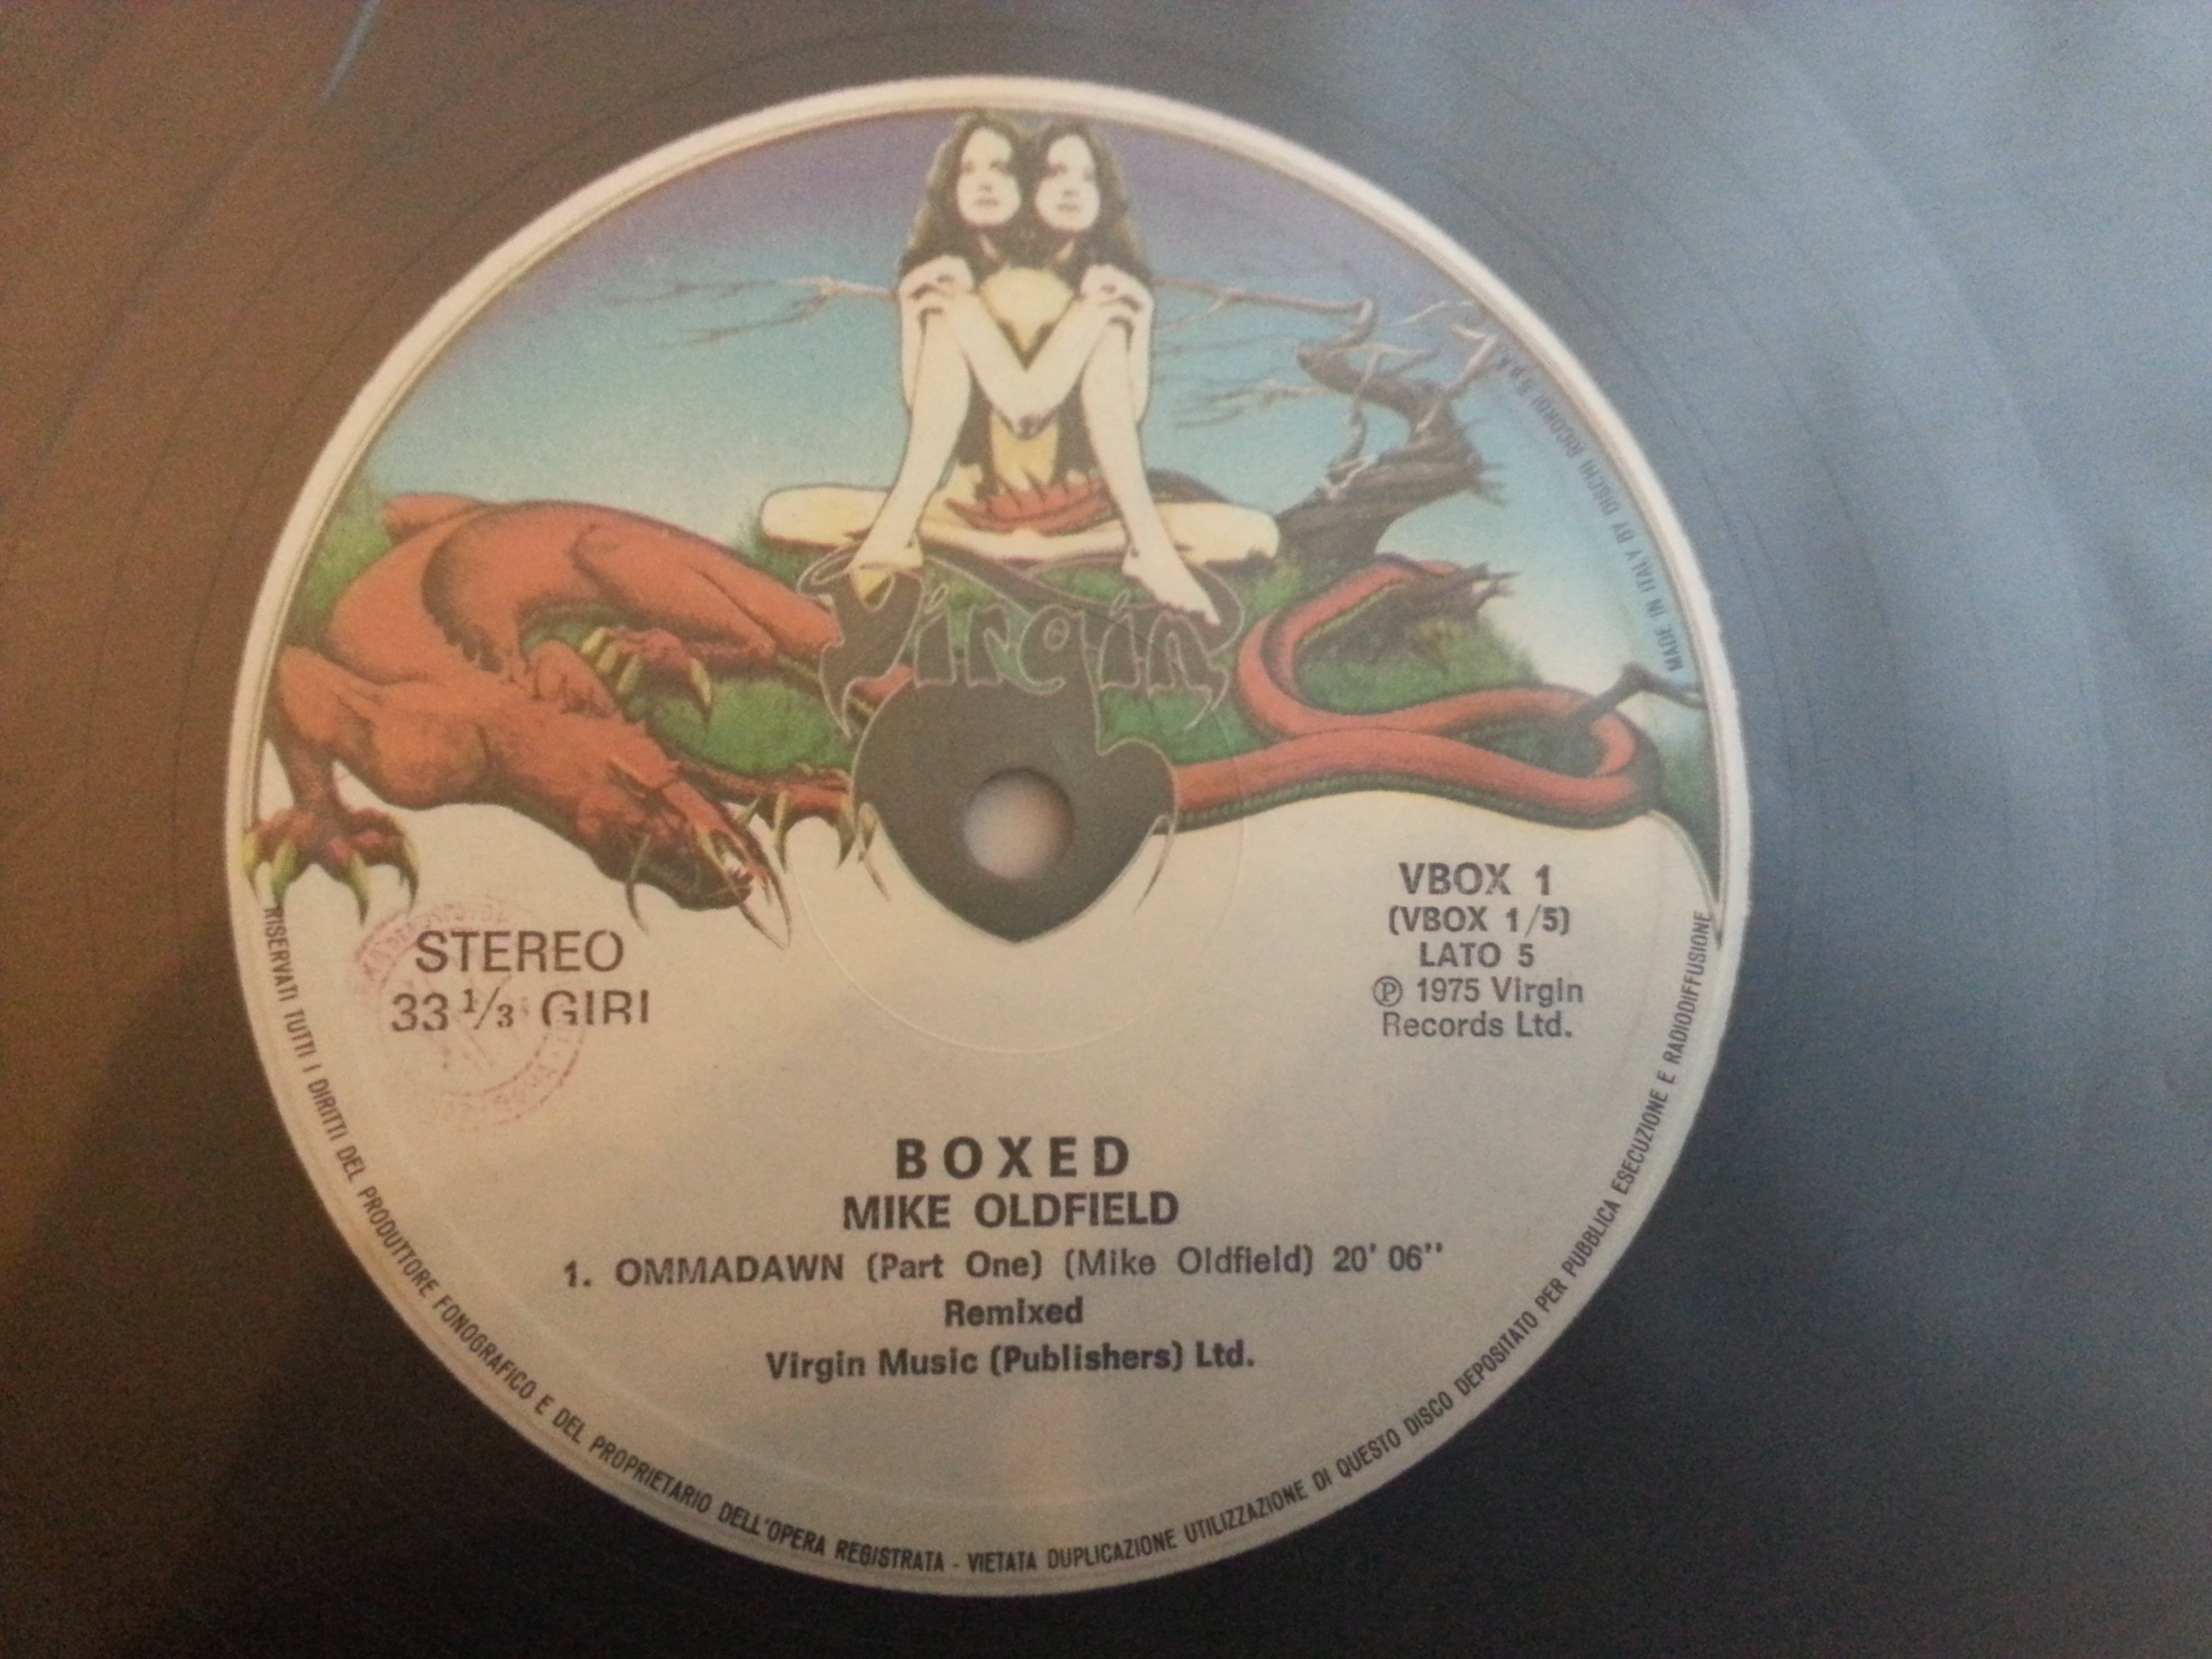 Virgin
MADE IN ITALY BY DISCHI RICORDI S.p.A.
STEREO
33 1/3 GIRI
VBOX 1
(VBOX 1/5)
LATO 5
℗ 1975 Virgin
Records Ltd.
BOXED
MIKE OLDFIELD
1. OMMADAWN (Part One) (Mike Oldfield) 20' 06''
Remixed
Virgin Music (Publishers) Ltd.
RISERVATI TUTTI I DIRITTI DEL PRODUTTORE FONOGRAFICO E DEL PROPRIETARIO DELL'OPERA REGISTRATA - VIETATA DUPLICAZIONE UTILIZZAZIONE DI QUESTO DISCO DEPOSITATO PER PUBBLICA ESECUZIONE E RADIODIFFUSIONE